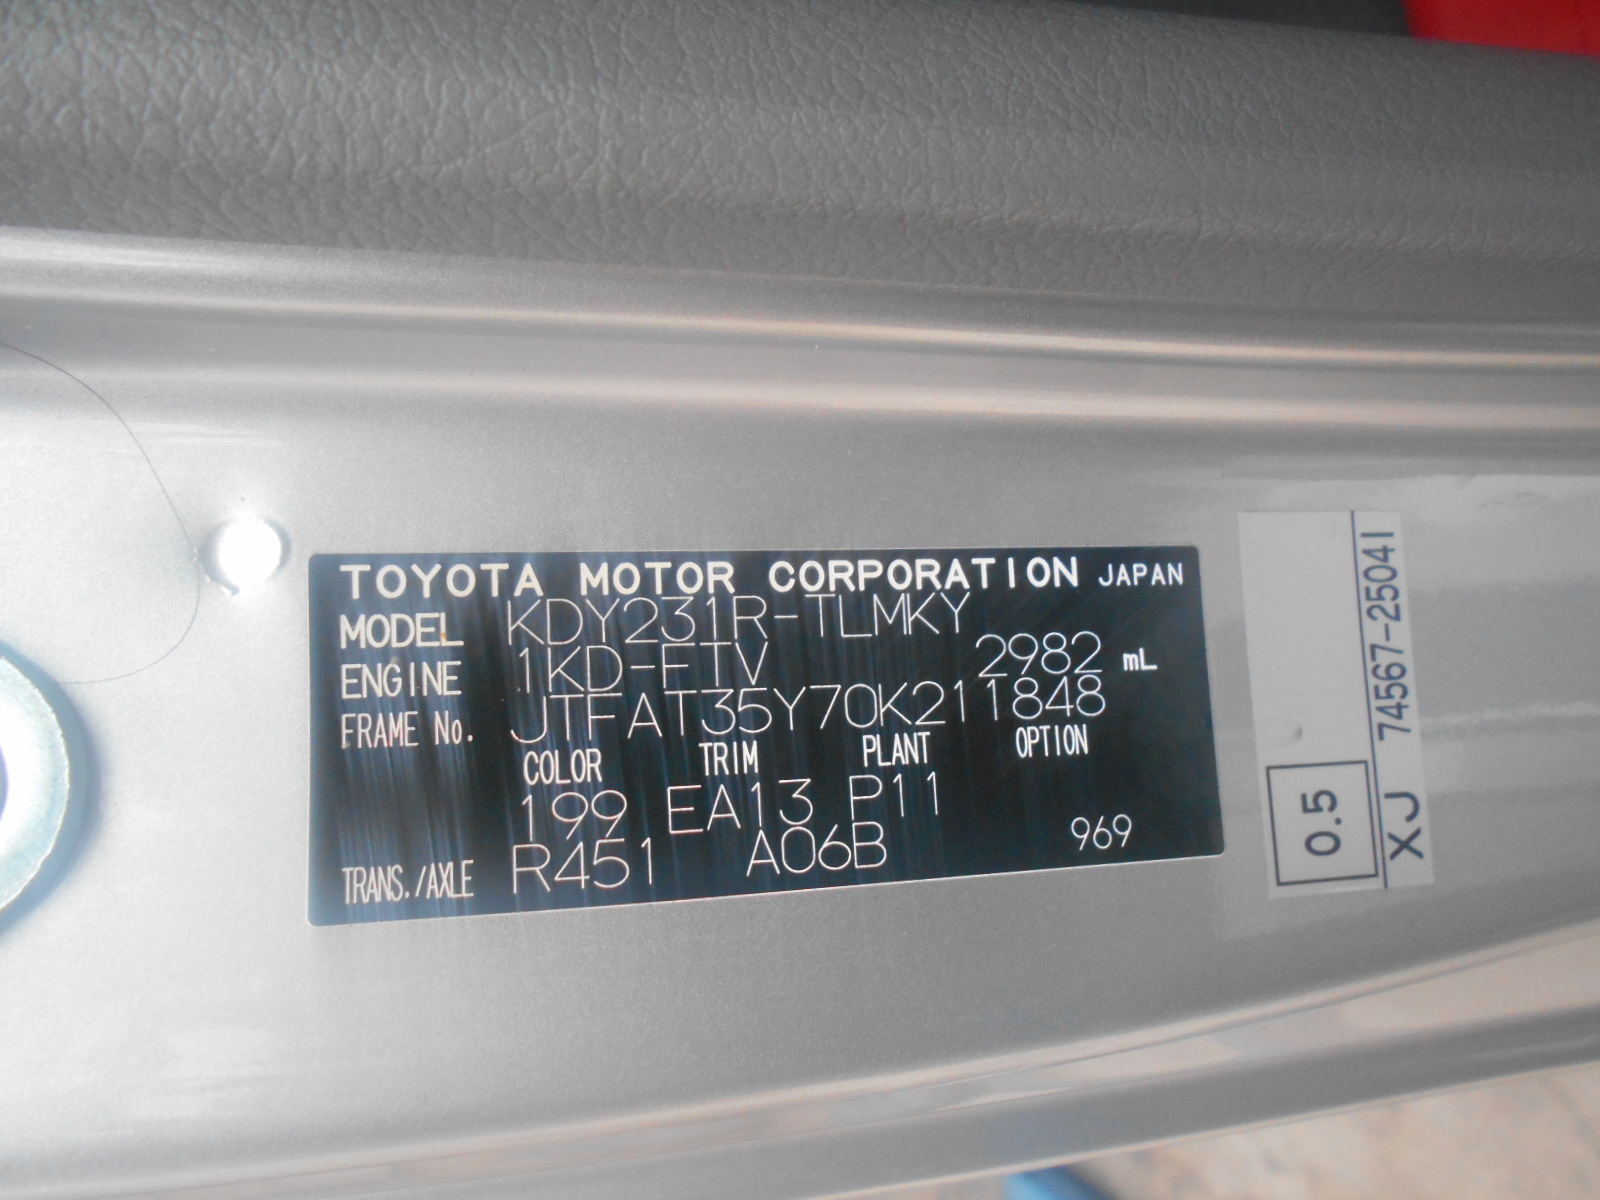 TOYOTA MOTOR CORPORATION JAPAN
MODEL KDY231R-TLMKY
ENGINE 1KD-FTV 2982 mL
FRAME No. JTFAT35Y70K211848
COLOR TRIM PLANT OPTION
199 EA13 P11
TRANS./AXLE R451 A06B 969
74567-25041
0.5 XJ